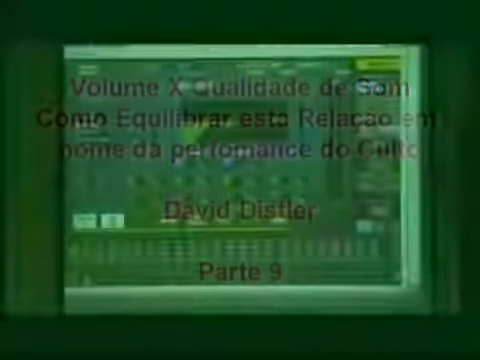 Volume X Qualidade de Som
Como Equilibrar esta Relação em
nome da perfomance do Culto
David Distler
Parte 9